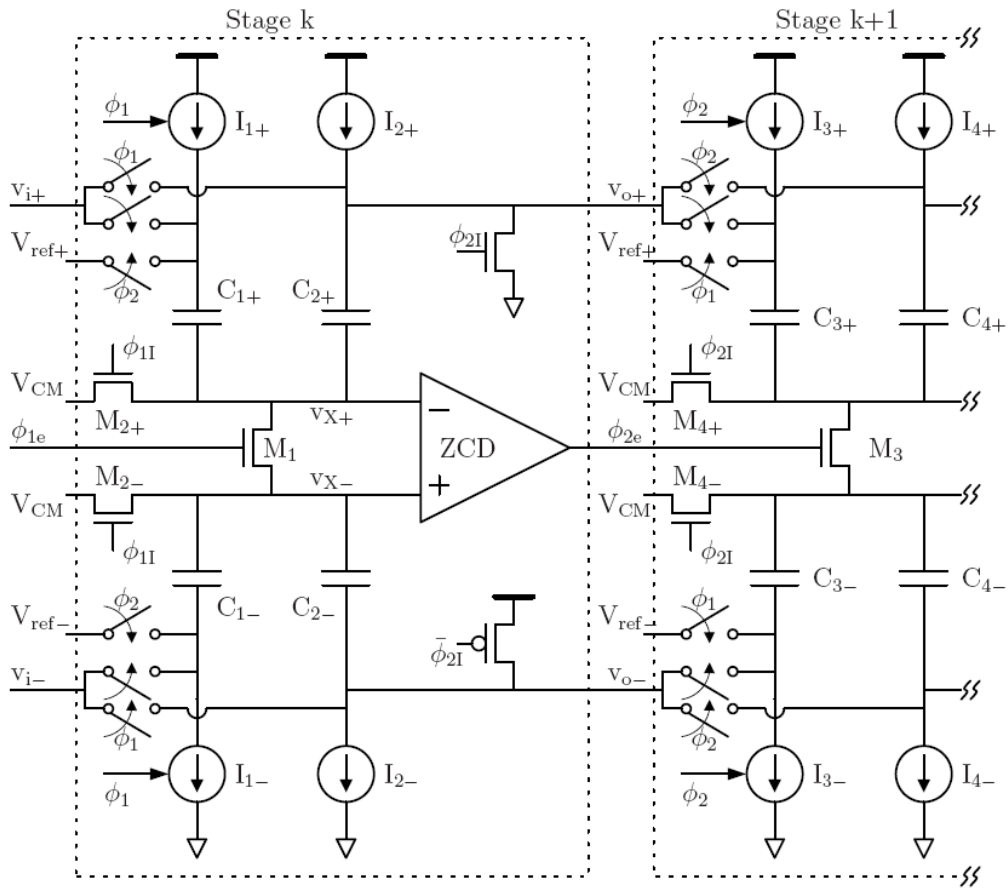 Stage k
Stage k+1
ϕ1
I1+
I2+
ϕ2
I3+
I4+
ϕ1
ϕ2
vi+
vo+
Vref+
ϕ2I
Vref+
ϕ2
C1+
C2+
ϕ1
C3+
C4+
ϕ1I
ϕ2I
VCM
VCM
M2+
vX+
M4+
ϕ1e
M1
− ZCD
ϕ2e
M3
M2−
vX−
+
M4−
VCM
VCM
ϕ1I
ϕ2I
C1−
C2−
C3−
C4−
ϕ2
ϕ1
Vref−
Vref−
ϕ̄2I
vi−
vo−
ϕ1
ϕ2
I1−
I2−
I3−
I4−
ϕ1
ϕ2